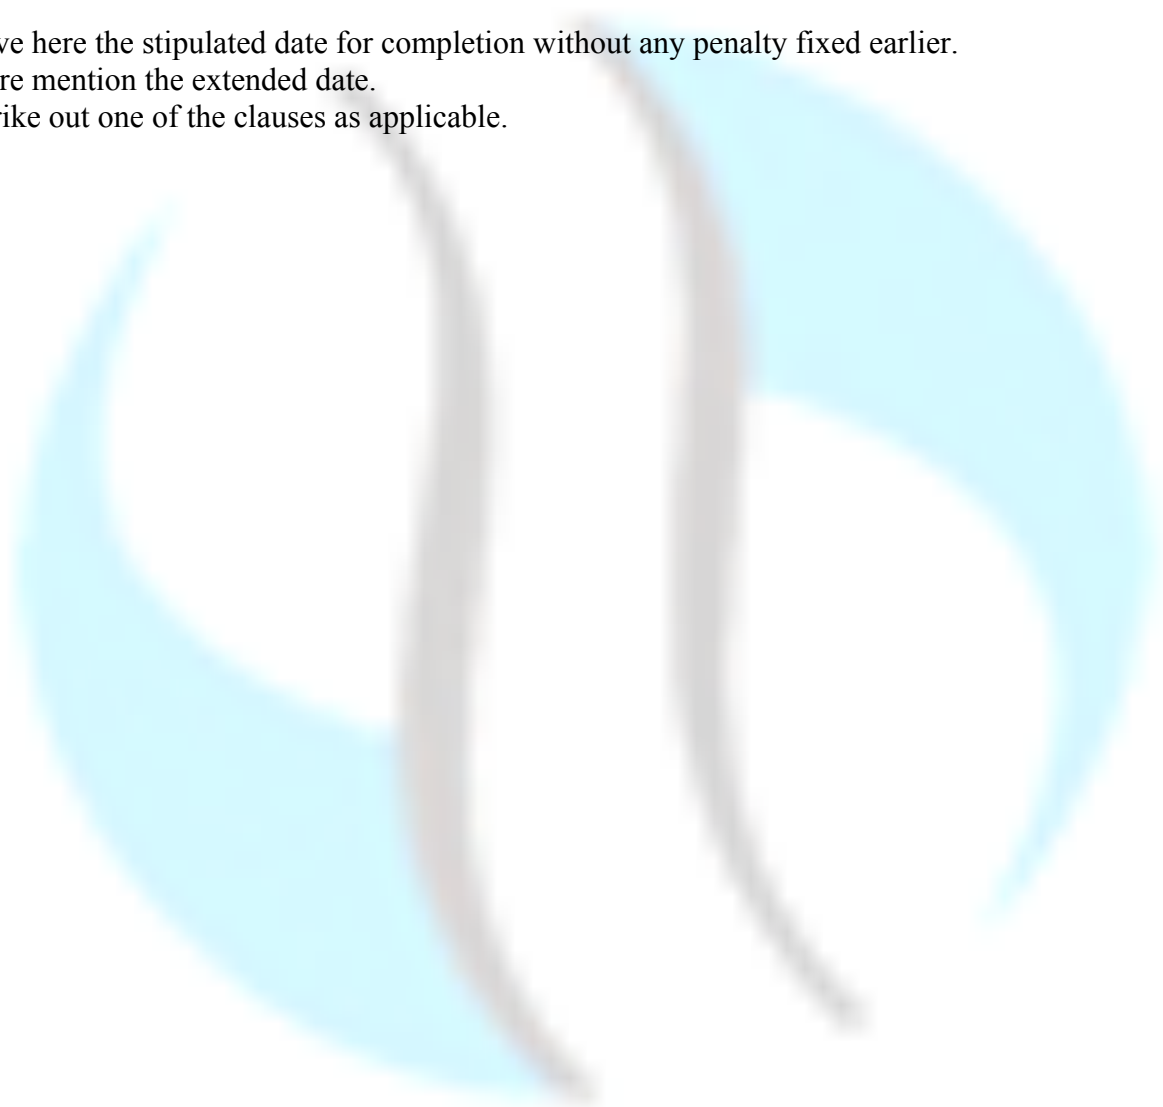 ve here the stipulated date for completion without any penalty fixed earlier.
re mention the extended date.
rike out one of the clauses as applicable.